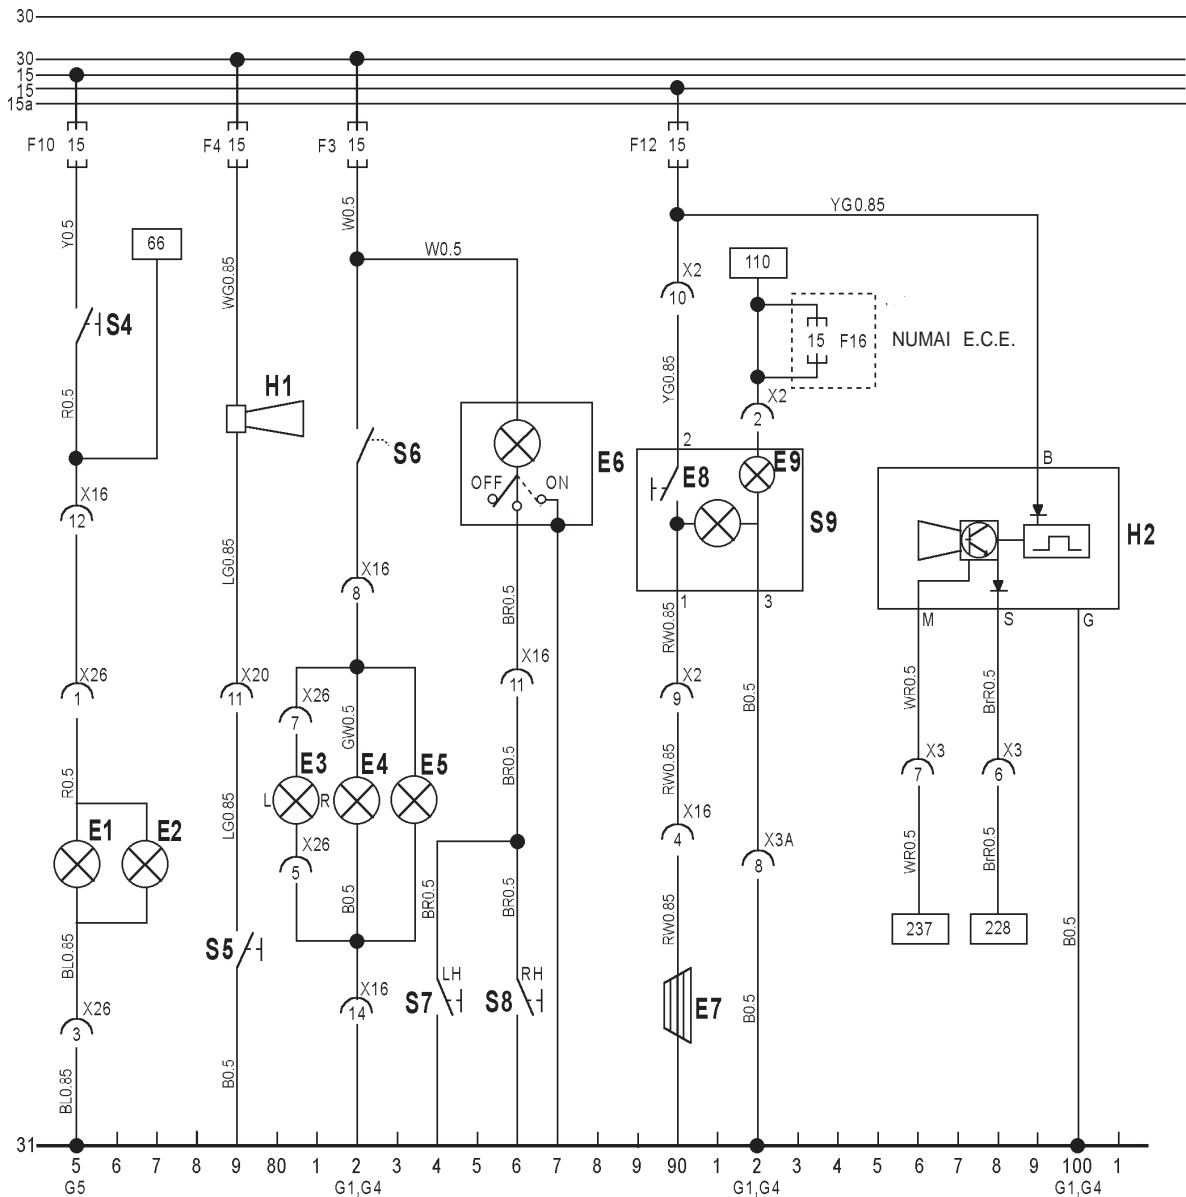 30
30
15
15
15a
F10 15
F4 15
F3 15
F12 15
Y0.5
66
WG0.85
W0.5
W0.5
YG0.85
X2
10
110
15 F16
NUMAI E.C.E.
S4
R0.5
H1
YG0.85
X2
2
S6
E6
OFF
ON
2
E8
E9
S9
1
3
B
H2
M
S
G
X16
12
LG0.85
X16
8
BR0.5
X16
11
RW0.85
X2
9
B0.5
WR0.5
BrR0.5
X26
1
X20
11
X26
7
GW0.5
E3
E4
E5
L
R
X26
5
BR0.5
RW0.85
X3
7
X3
6
R0.5
E1
E2
LG0.85
B0.5
BR0.5
BR0.5
X16
4
X3A
8
WR0.5
BrR0.5
237
228
BL0.85
S5
X16
14
LH
S7
RH
S8
RW0.85
E7
B0.5
B0.5
X26
3
BL0.85
B0.5
31
5 6 7 8 9 80 1 2 3 4 5 6 7 8 9 90 1 2 3 4 5 6 7 8 9 100 1
G5
G1,G4
G1,G4
G1,G4